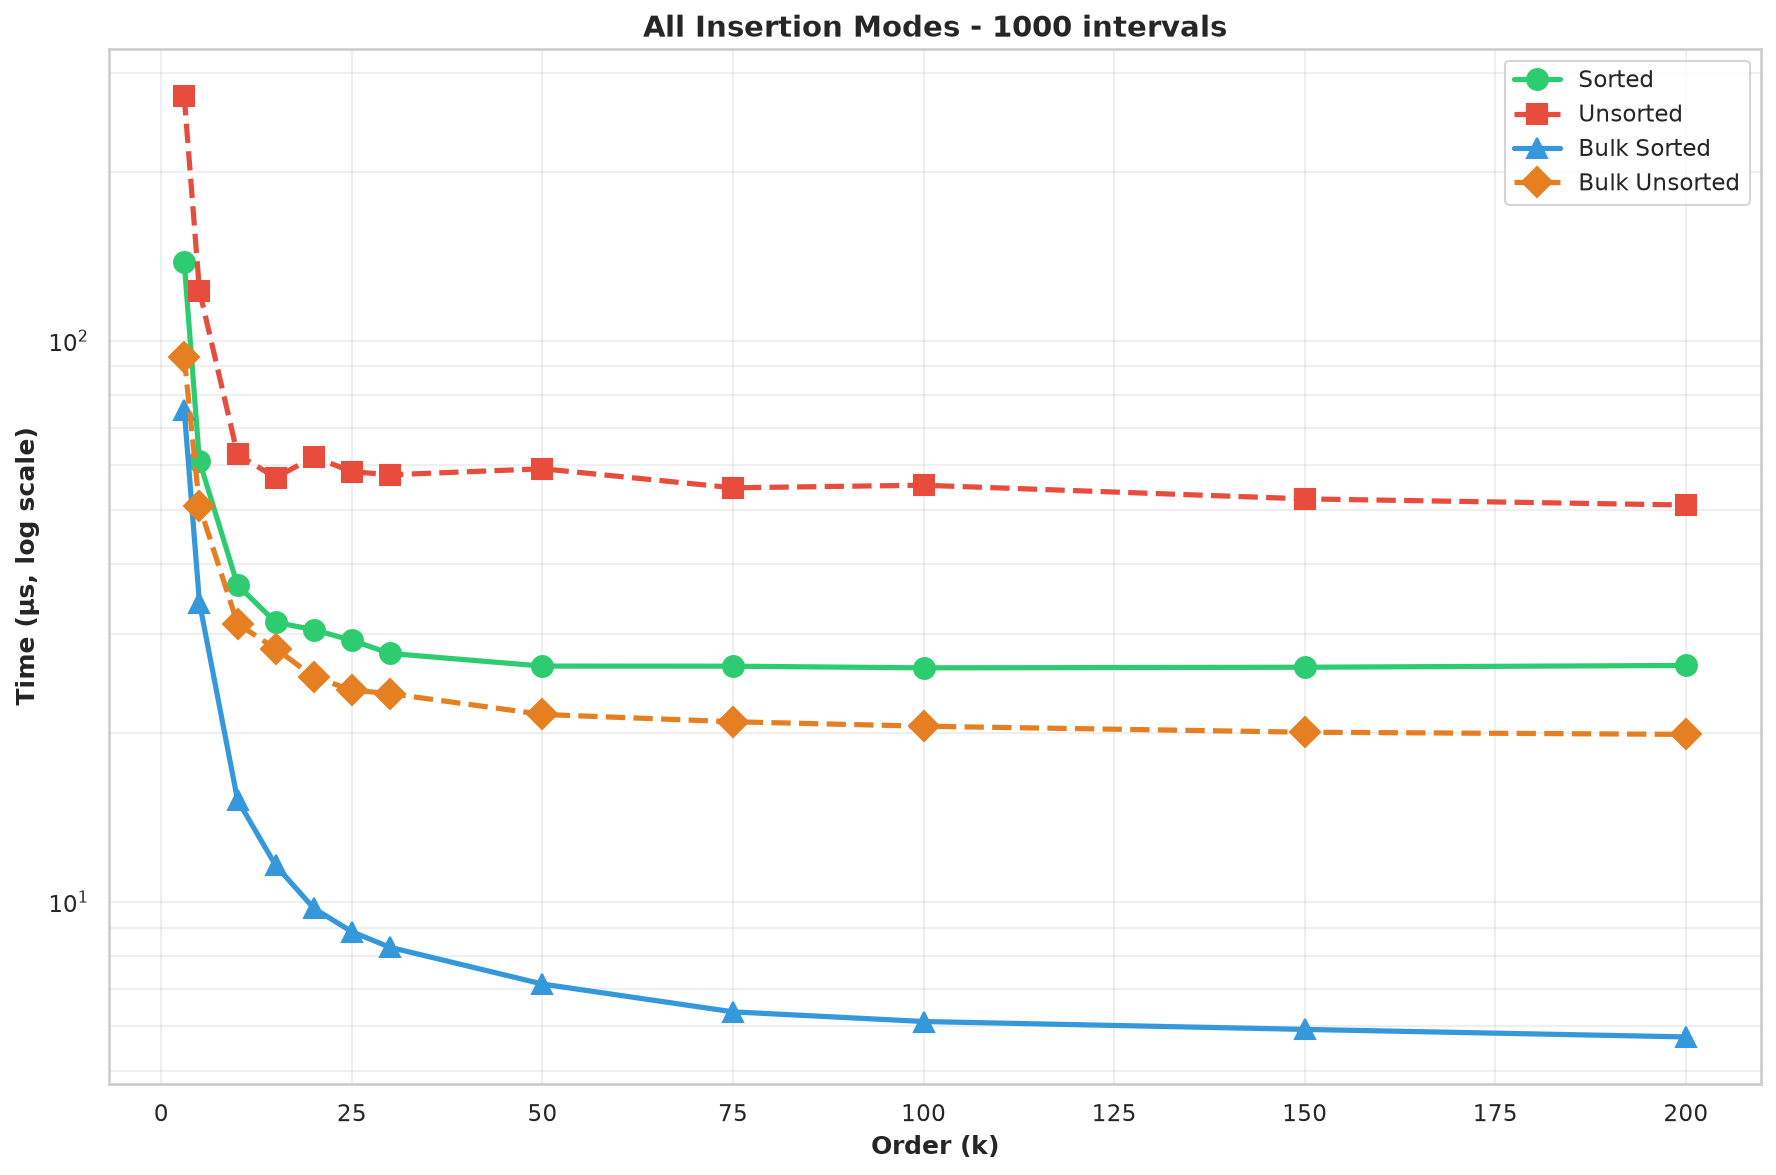 All Insertion Modes - 1000 intervals
Sorted
Unsorted
Bulk Sorted
Bulk Unsorted
Time (µs, log scale)
10²
10¹
0 25 50 75 100 125 150 175 200
Order (k)